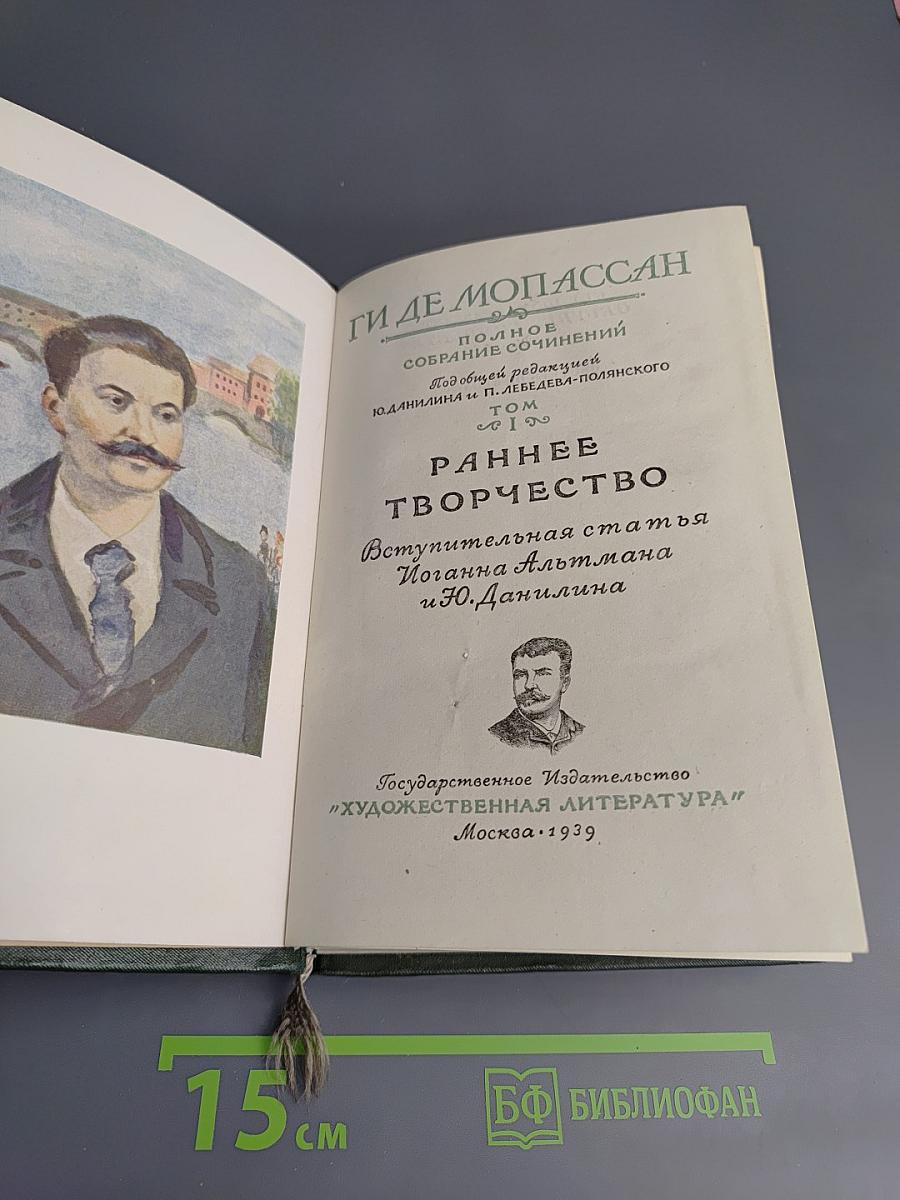 ГИ ДЕ МОПАССАН
ПОЛНОЕ
СОБРАНИЕ СОЧИНЕНИЙ
Под общей редакцией
Ю. ДАНИЛИНА и П. ЛЕБЕДЕВА-ПОЛЯНСКОГО
ТОМ
I
РАННЕЕ
ТВОРЧЕСТВО
Вступительная статья
Иоганна Альтмана
и Ю. Данилина
Государственное Издательство
"ХУДОЖЕСТВЕННАЯ ЛИТЕРАТУРА"
Москва · 1939
15 см
БФ БИБЛИОФАН